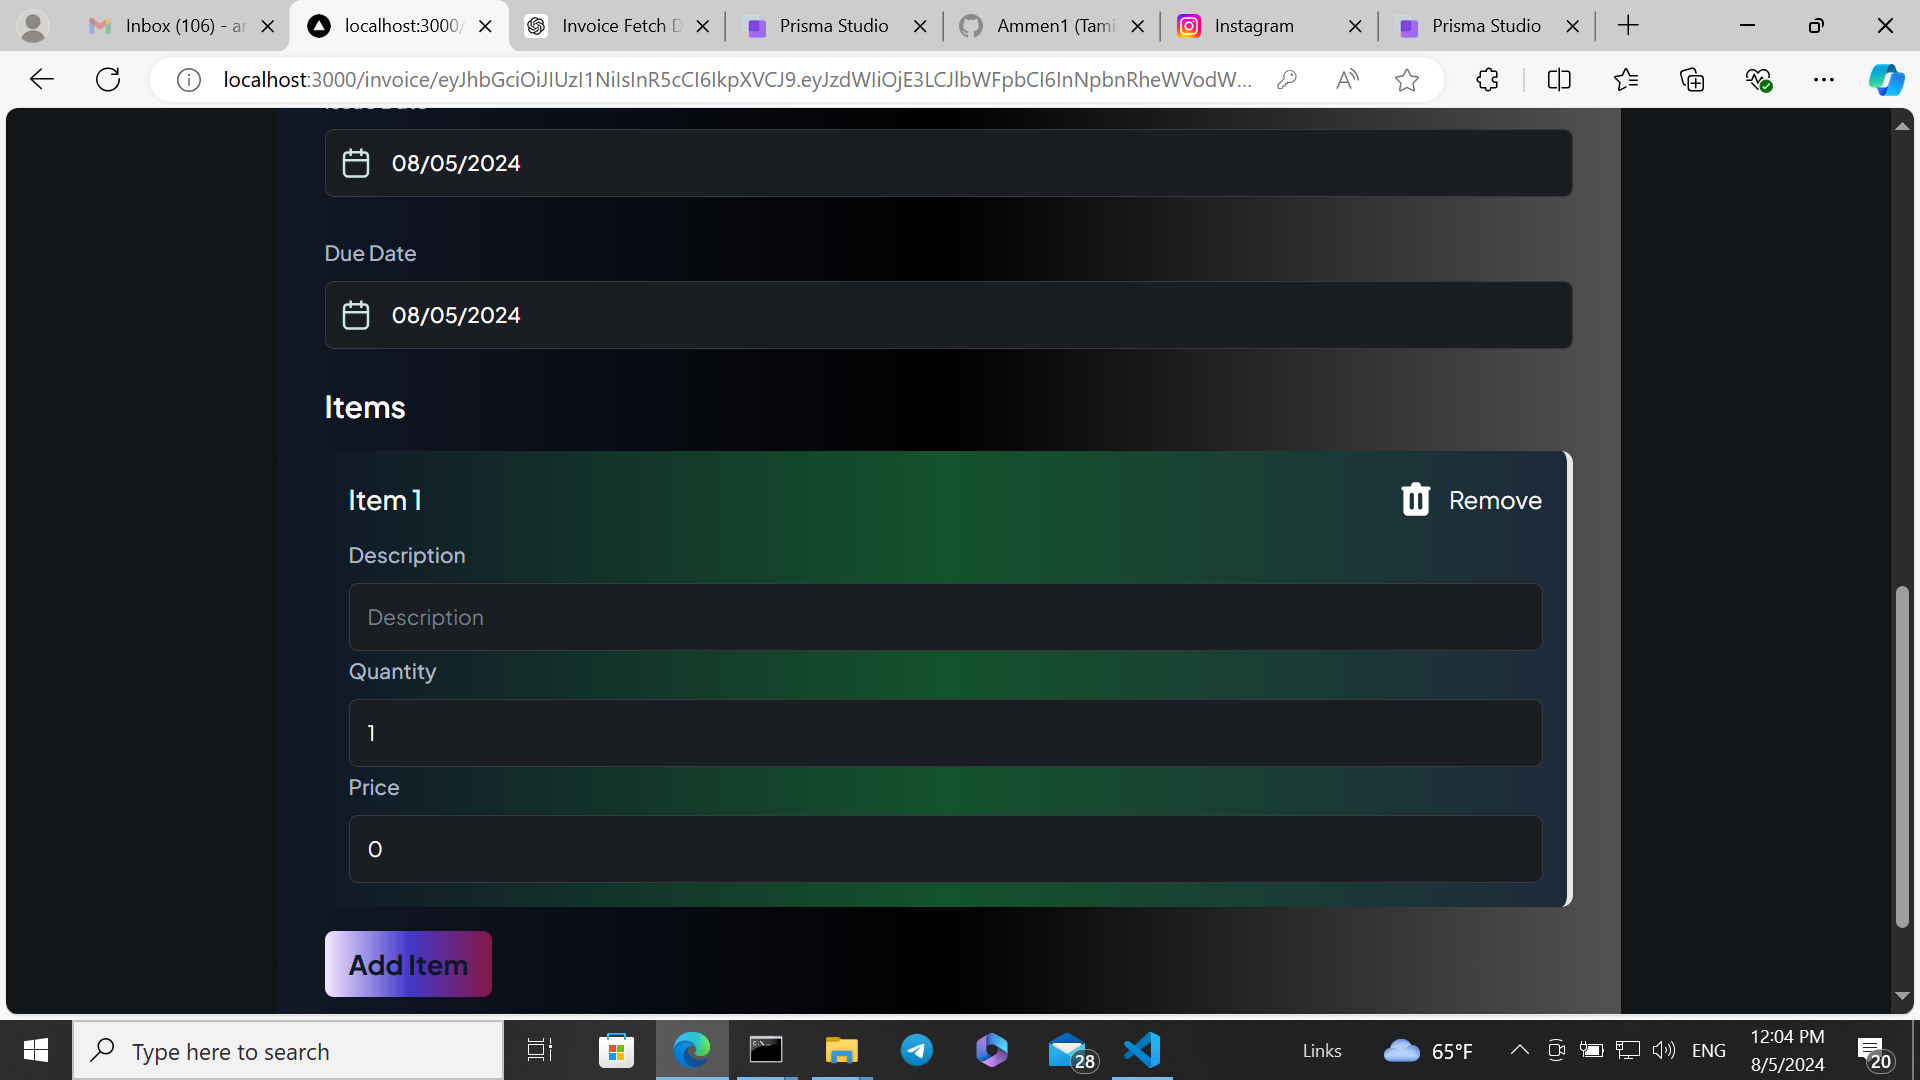 Inbox (106) - ar
localhost:3000/
Invoice Fetch D
Prisma Studio
Ammen1 (Tami
Instagram
Prisma Studio
localhost:3000/invoice/eyJhbGciOiJIUzI1NiIsInR5cCI6IkpXVCJ9.eyJzdWIiOjE3LCJlbWFpbCI6InNpbnRheWVodW...
Issue Date
08/05/2024
Due Date
08/05/2024
Items
Item 1
Remove
Description
Description
Quantity
1
Price
0
Add Item
Type here to search
28
Links
65°F
ENG
12:04 PM
8/5/2024
20